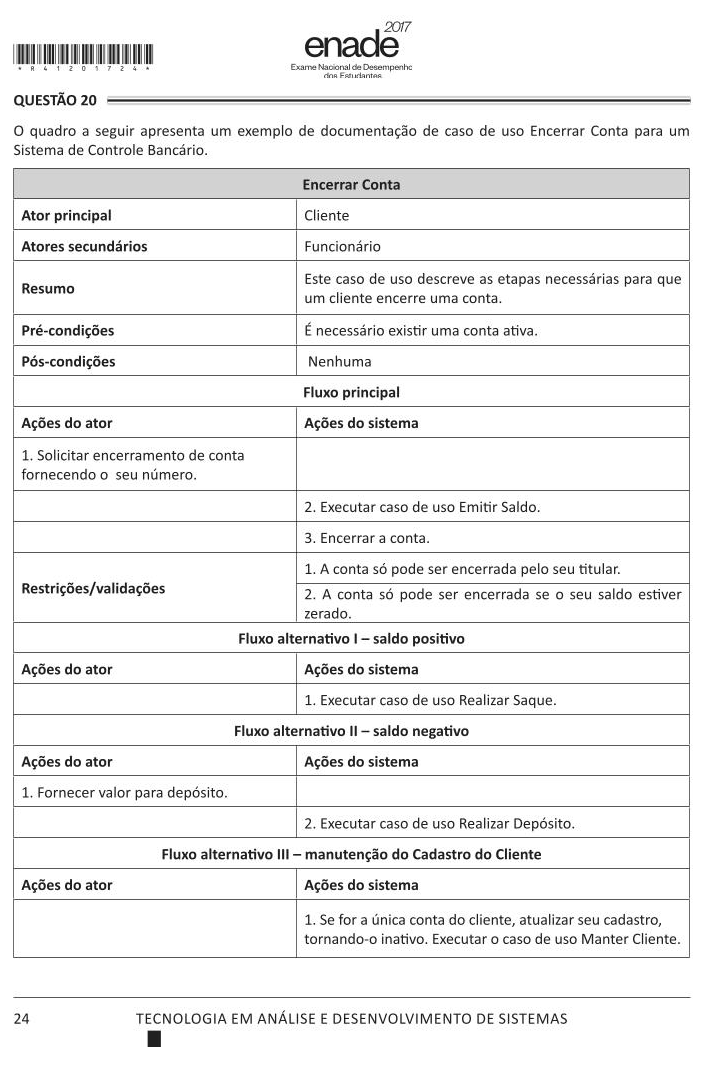 2017
enade
Exame Nacional de Desempenho
dos Estudantes
* R 4 1 2 0 1 7 2 4 *
QUESTÃO 20
O quadro a seguir apresenta um exemplo de documentação de caso de uso Encerrar Conta para um
Sistema de Controle Bancário.
Encerrar Conta
Ator principal Cliente
Atores secundários Funcionário
Resumo Este caso de uso descreve as etapas necessárias para que
um cliente encerre uma conta.
Pré-condições É necessário existir uma conta ativa.
Pós-condições Nenhuma
Fluxo principal
Ações do ator Ações do sistema
1. Solicitar encerramento de conta
fornecendo o seu número.
2. Executar caso de uso Emitir Saldo.
3. Encerrar a conta.
Restrições/validações 1. A conta só pode ser encerrada pelo seu titular.
2. A conta só pode ser encerrada se o seu saldo estiver
zerado.
Fluxo alternativo I – saldo positivo
Ações do ator Ações do sistema
1. Executar caso de uso Realizar Saque.
Fluxo alternativo II – saldo negativo
Ações do ator Ações do sistema
1. Fornecer valor para depósito.
2. Executar caso de uso Realizar Depósito.
Fluxo alternativo III – manutenção do Cadastro do Cliente
Ações do ator Ações do sistema
1. Se for a única conta do cliente, atualizar seu cadastro,
tornando-o inativo. Executar o caso de uso Manter Cliente.
24 TECNOLOGIA EM ANÁLISE E DESENVOLVIMENTO DE SISTEMAS